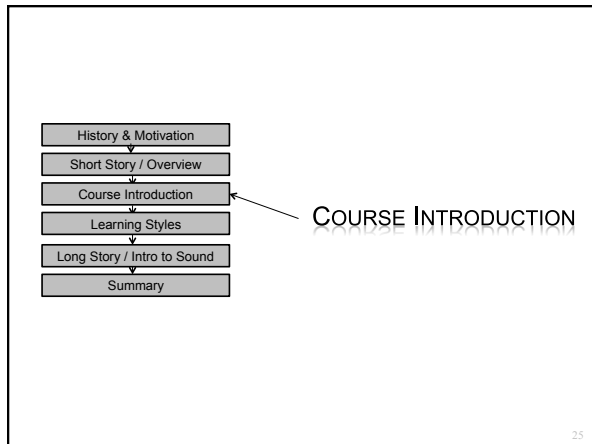 History & Motivation
Short Story / Overview
Course Introduction
Learning Styles
Long Story / Intro to Sound
Summary
COURSE INTRODUCTION
25